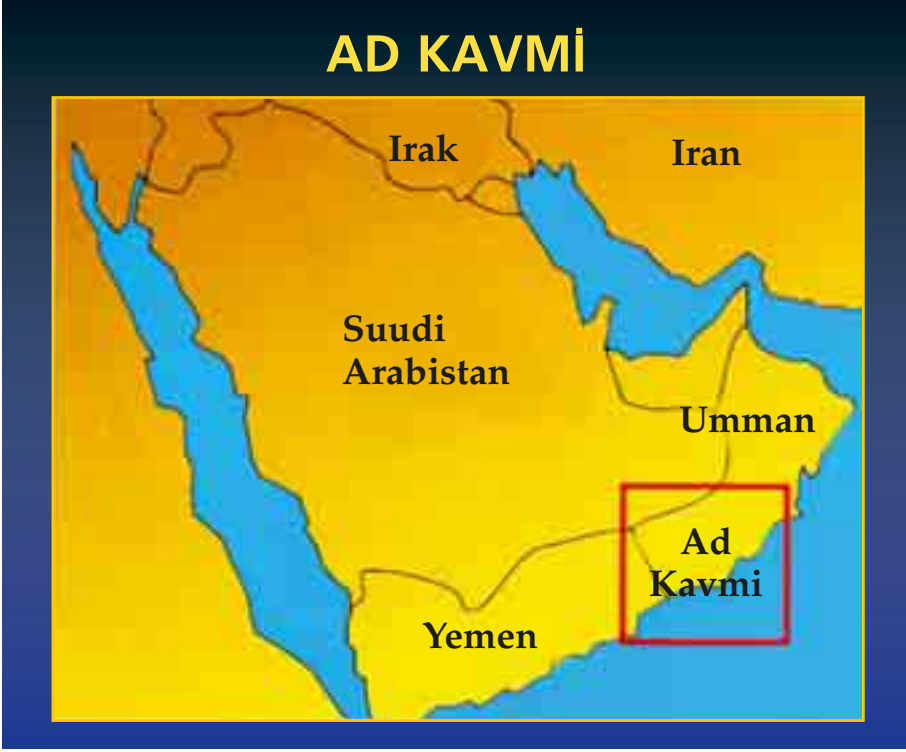 AD KAVMİ
Irak
Iran
Suudi
Arabistan
Umman
Ad
Kavmi
Yemen